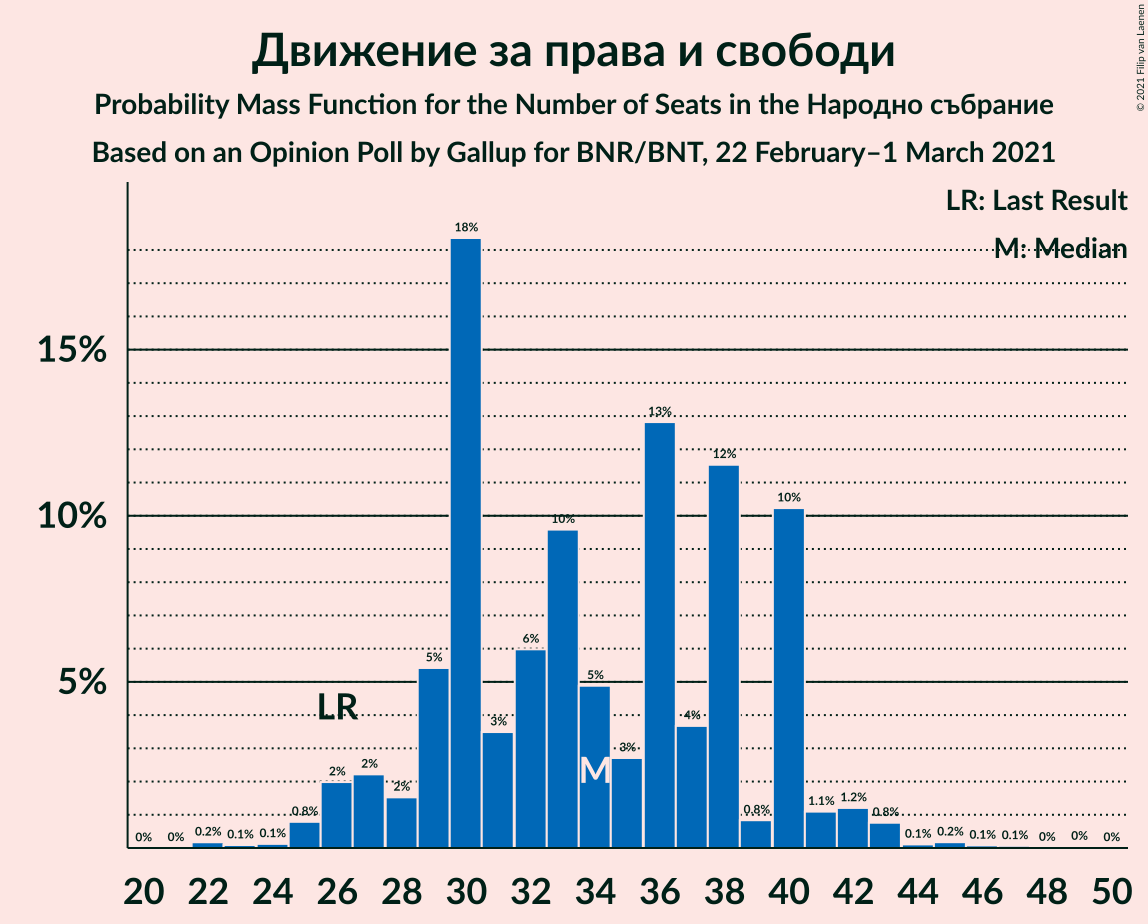 Движение за права и свободи
Probability Mass Function for the Number of Seats in the Народно събрание
Based on an Opinion Poll by Gallup for BNR/BNT, 22 February–1 March 2021
© 2021 Filip van Laenen
LR: Last Result
M: Median
15%
10%
5%
0% 0% 0.2% 0.1% 0.1% 0.8% 2% 2% 2% 5% 18% 3% 6% 10% 5% 3% 13% 4% 12% 0.8% 10% 1.1% 1.2% 0.8% 0.1% 0.2% 0.1% 0.1% 0% 0% 0%
LR
M
20 22 24 26 28 30 32 34 36 38 40 42 44 46 48 50